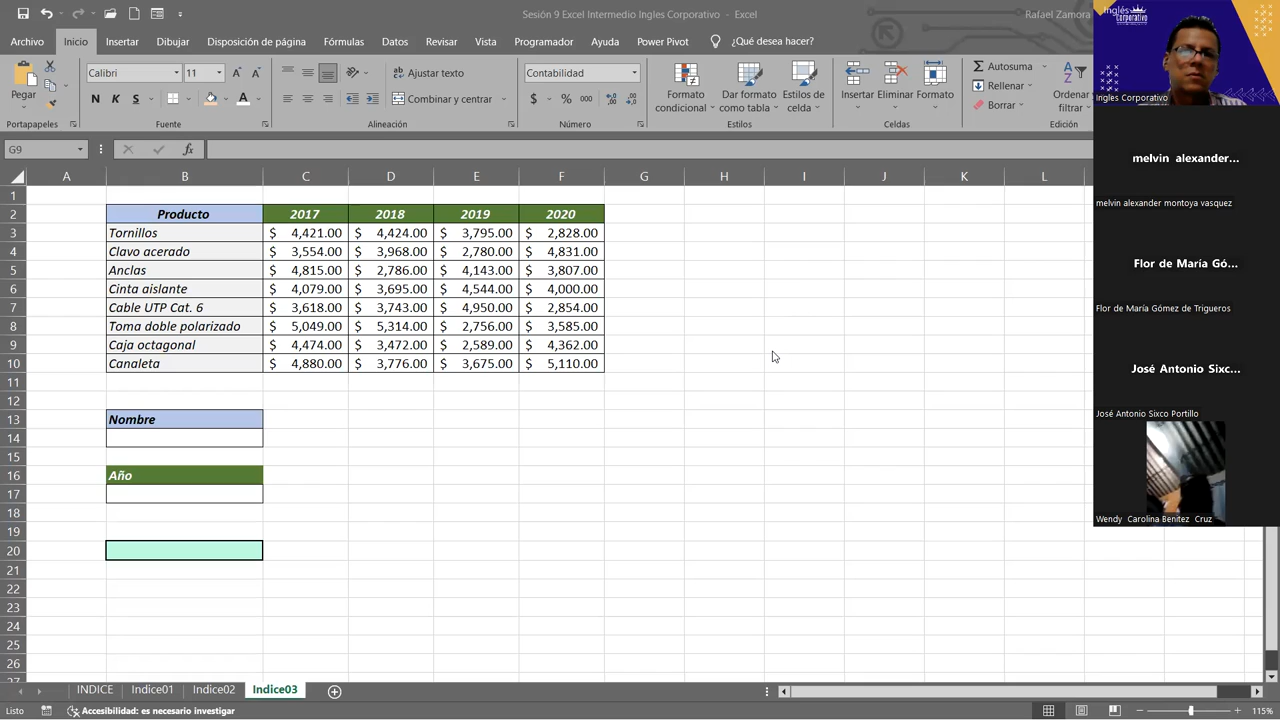 Sesión 9 Excel Intermedio Ingles Corporativo - Excel
Rafael Zamora
Archivo Inicio Insertar Dibujar Disposición de página Fórmulas Datos Revisar Vista Programador Ayuda Power Pivot ¿Qué desea hacer?
Pegar
Calibri 11
N K S
Ajustar texto
Combinar y centrar
Contabilidad
$ % 000
Formato condicional
Dar formato como tabla
Estilos de celda
Insertar Eliminar Formato
Autosuma
Rellenar
Borrar
Ordenar filtrar
Portapapeles Fuente Alineación Número Estilos Celdas Edición
G9 fx
A B C D E F G H I J K L
1
2 Producto 2017 2018 2019 2020
3 Tornillos $ 4,421.00 $ 4,424.00 $ 3,795.00 $ 2,828.00
4 Clavo acerado $ 3,554.00 $ 3,968.00 $ 2,780.00 $ 4,831.00
5 Anclas $ 4,815.00 $ 2,786.00 $ 4,143.00 $ 3,807.00
6 Cinta aislante $ 4,079.00 $ 3,695.00 $ 4,544.00 $ 4,000.00
7 Cable UTP Cat. 6 $ 3,618.00 $ 3,743.00 $ 4,950.00 $ 2,854.00
8 Toma doble polarizado $ 5,049.00 $ 5,314.00 $ 2,756.00 $ 3,585.00
9 Caja octagonal $ 4,474.00 $ 3,472.00 $ 2,589.00 $ 4,362.00
10 Canaleta $ 4,880.00 $ 3,776.00 $ 3,675.00 $ 5,110.00
11
12
13 Nombre
14
15
16 Año
17
18
19
20
21
22
23
24
25
26
27
INDICE Indice01 Indice02 Indice03
Listo Accesibilidad: es necesario investigar 115%
Inglés
Corporativo
Ingles Corporativo
melvin alexander...
melvin alexander montoya vasquez
Flor de María Gó...
Flor de María Gómez de Trigueros
José Antonio Sixc...
José Antonio Sixco Portillo
Wendy Carolina Benitez Cruz